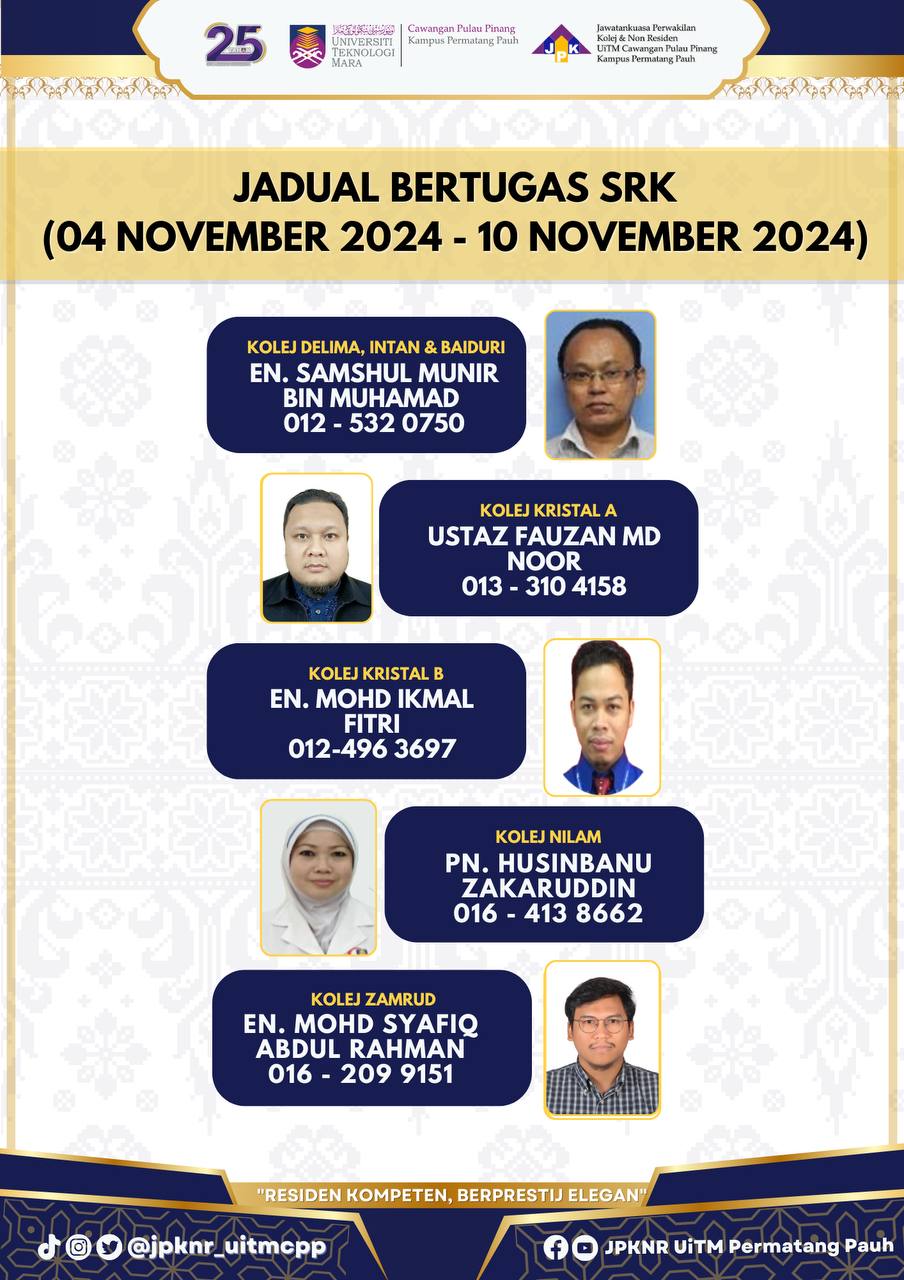 25
TAHUN
UNIVERSITI
TEKNOLOGI
MARA
Cawangan Pulau Pinang
Kampus Permatang Pauh
JPK
Jawatankuasa Perwakilan
Kolej & Non Residen
UiTM Cawangan Pulau Pinang
Kampus Permatang Pauh
JADUAL BERTUGAS SRK
(04 NOVEMBER 2024 - 10 NOVEMBER 2024)
KOLEJ DELIMA, INTAN & BAIDURI
EN. SAMSHUL MUNIR
BIN MUHAMAD
012 - 532 0750
KOLEJ KRISTAL A
USTAZ FAUZAN MD
NOOR
013 - 310 4158
KOLEJ KRISTAL B
EN. MOHD IKMAL
FITRI
012-496 3697
KOLEJ NILAM
PN. HUSINBANU
ZAKARUDDIN
016 - 413 8662
KOLEJ ZAMRUD
EN. MOHD SYAFIQ
ABDUL RAHMAN
016 - 209 9151
"RESIDEN KOMPETEN, BERPRESTIJ ELEGAN"
@jpknr_uitmcpp
JPKNR UiTM Permatang Pauh